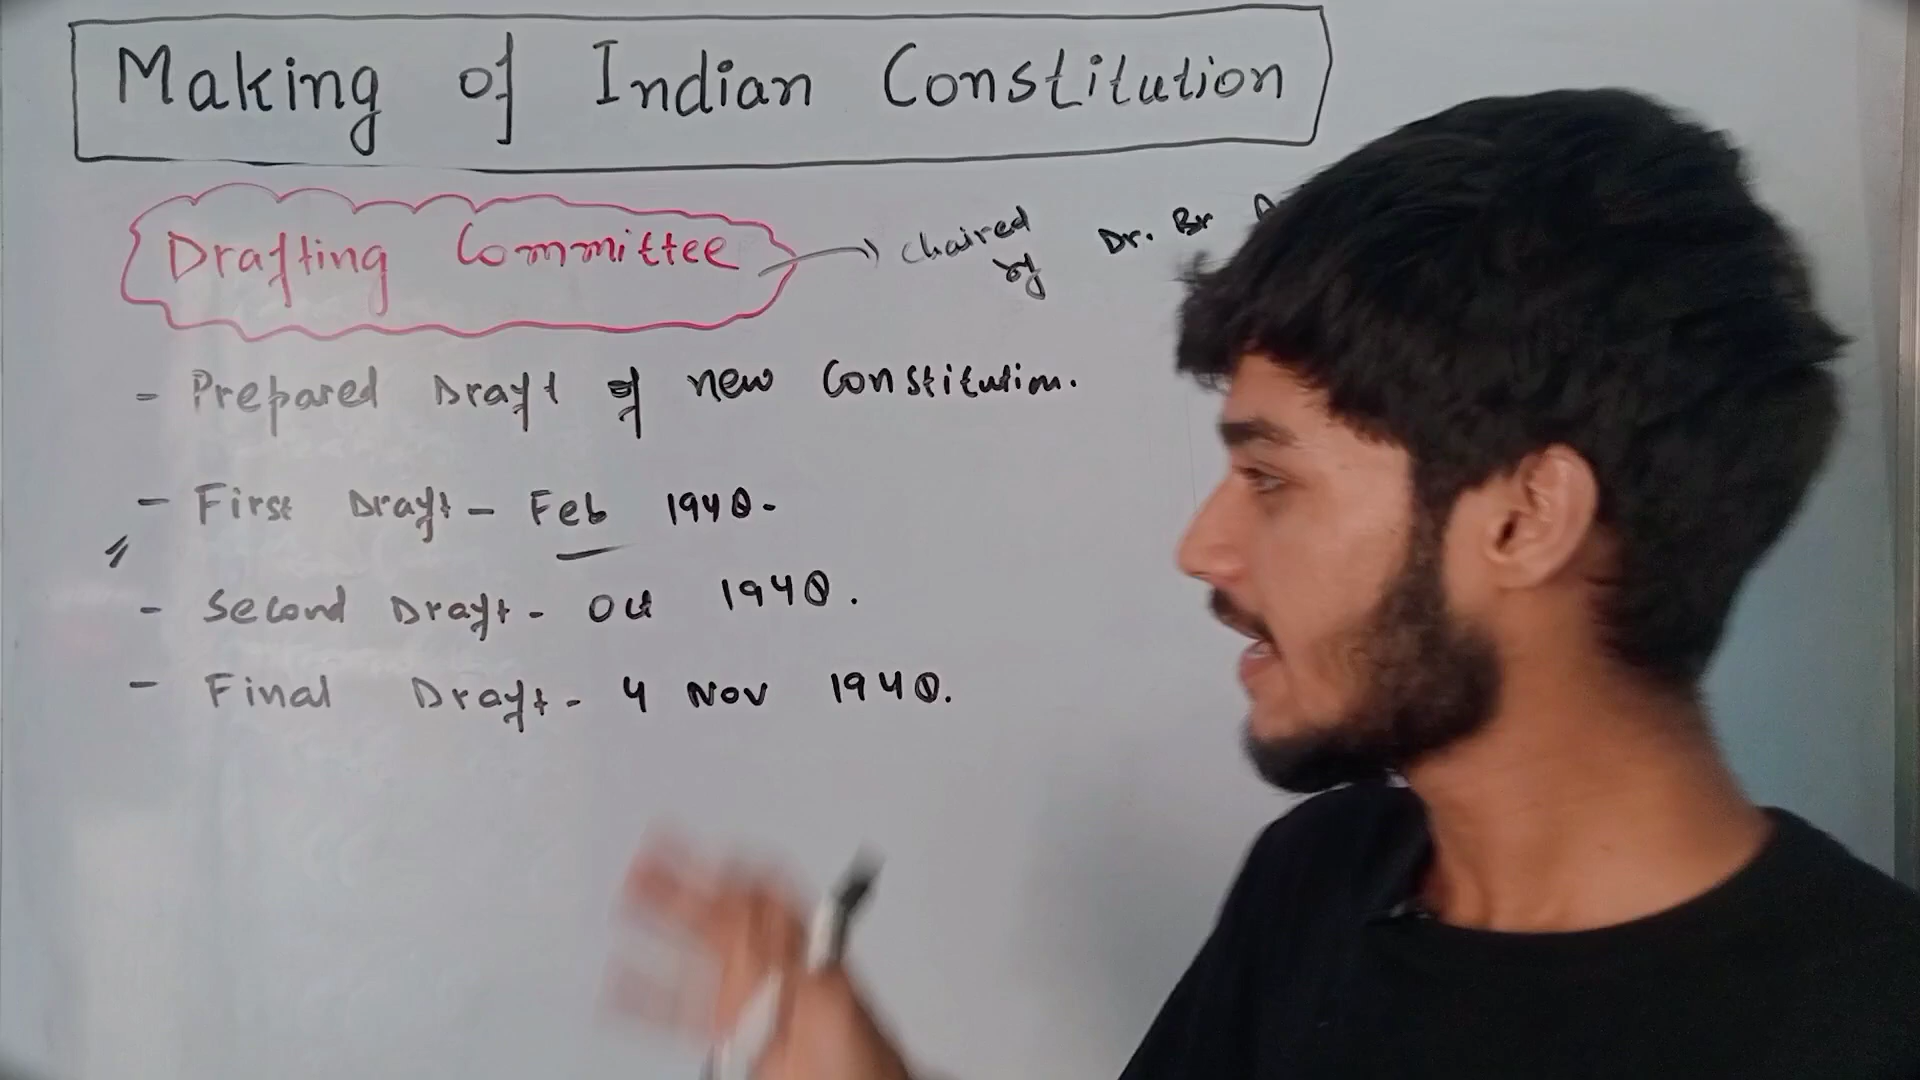 Making of Indian Constitution
Drafting Committee → chaired by Dr. Br
- Prepared Draft of new Constitution.
- First Draft - Feb 1948.
- Second Draft - Oct 1948.
- Final Draft - 4 Nov 1948.